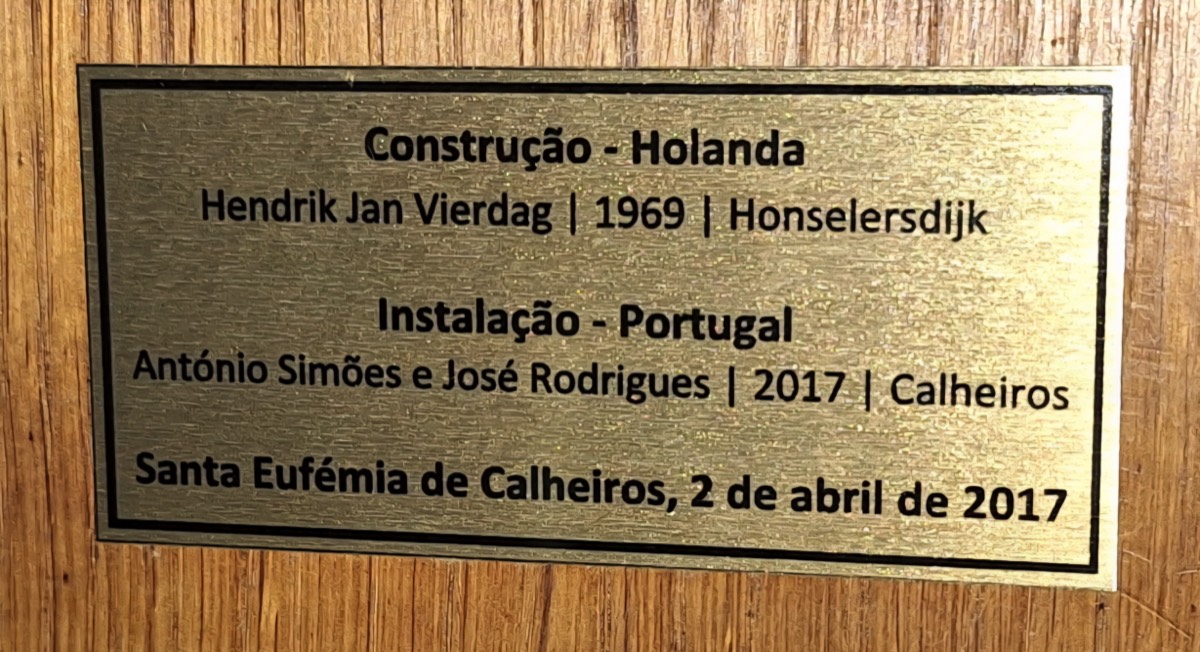 Construção - Holanda
Hendrik Jan Vierdag | 1969 | Honselersdijk
Instalação - Portugal
António Simões e José Rodrigues | 2017 | Calheiros
Santa Eufémia de Calheiros, 2 de abril de 2017